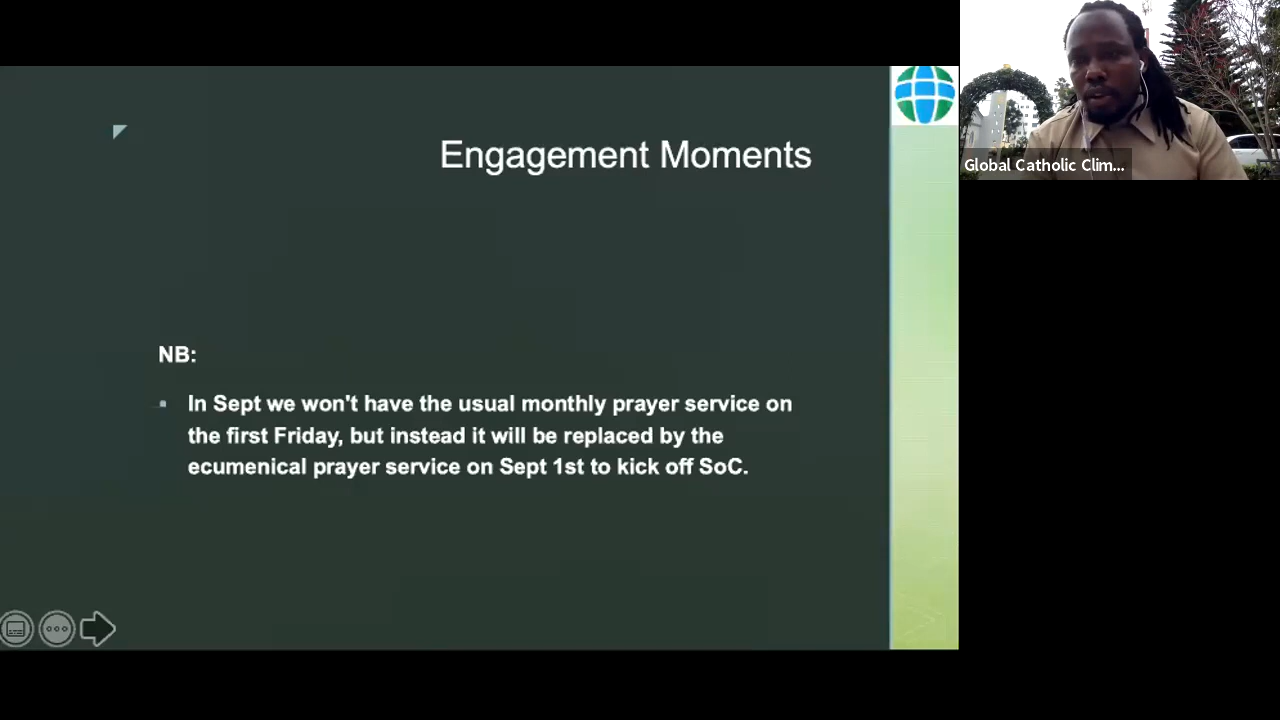 Engagement Moments
NB:
In Sept we won't have the usual monthly prayer service on
the first Friday, but instead it will be replaced by the
ecumenical prayer service on Sept 1st to kick off SoC.
Global Catholic Clim...